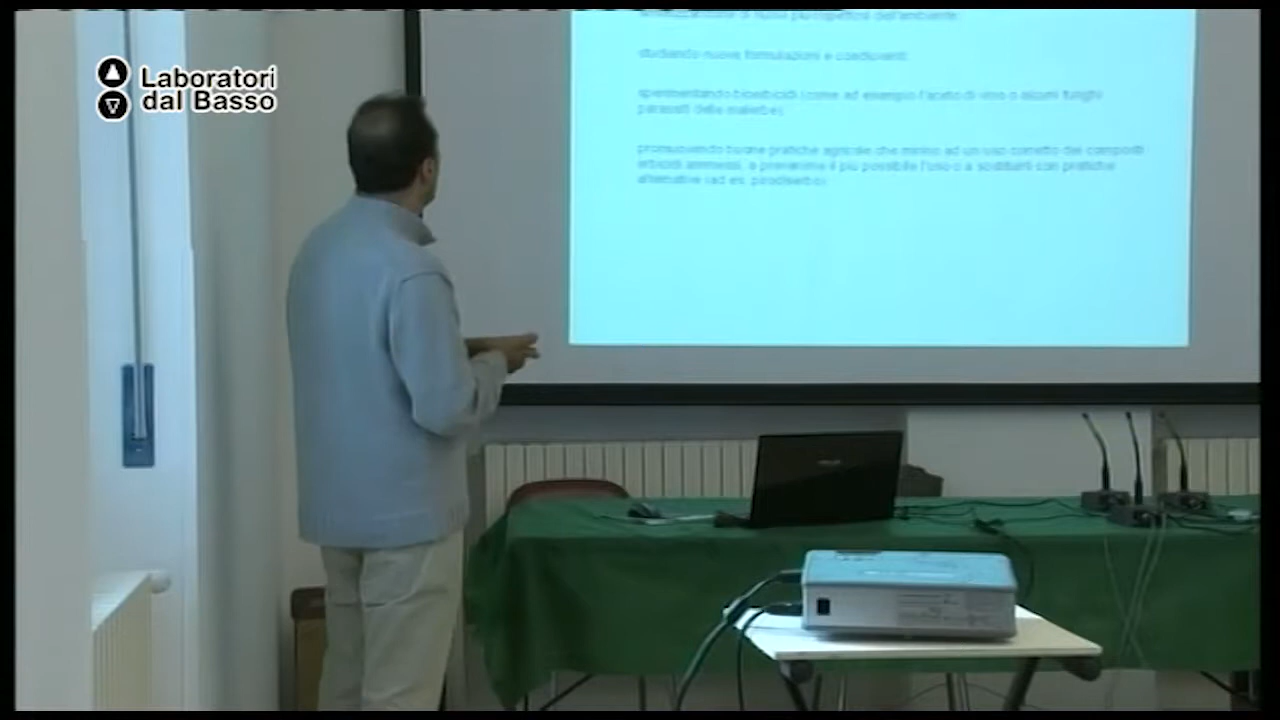 Laboratori
dal Basso
studiando nuove formulazioni e coadiuvanti
sperimentando bioerbicidi (come ad esempio l'aceto di vino o alcuni funghi
parassiti delle malerbe).
promuovendo buone pratiche agricole che mirino ad un uso corretto dei composti
erbicidi ammessi, a prevenirne il più possibile l'uso o a sostituirli con pratiche
alternative (ad es. pirodiserbo)